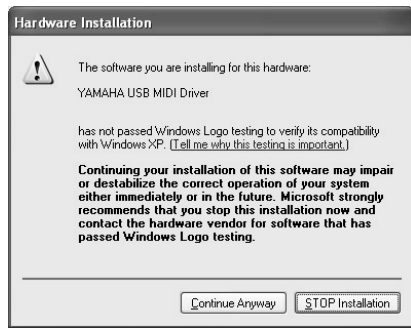 Hardware Installation
The software you are installing for this hardware:
YAMAHA USB MIDI Driver
has not passed Windows Logo testing to verify its compatibility
with Windows XP. (Tell me why this testing is important.)
Continuing your installation of this software may impair
or destabilize the correct operation of your system
either immediately or in the future. Microsoft strongly
recommends that you stop this installation now and
contact the hardware vendor for software that has
passed Windows Logo testing.
Continue Anyway
STOP Installation